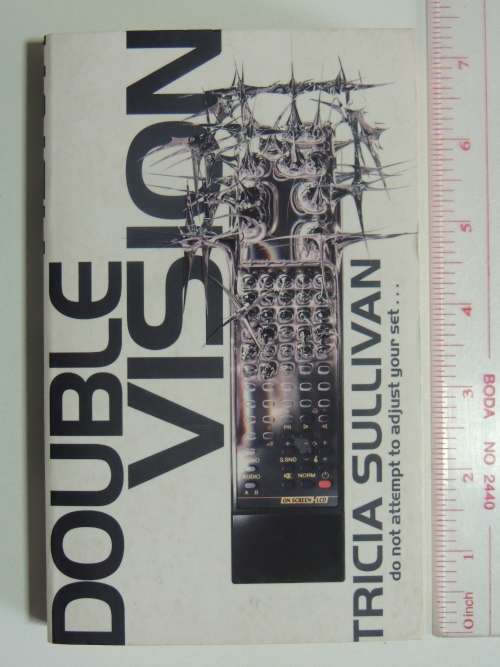 DOUBLE
VISION
TRICIA SULLIVAN
do not attempt to adjust your set . . .
S.SND
AUDIO
NORM
A B
ON SCREEN LCD
7
6
5
4
3
2
1
0 inch
BODA NO 2440